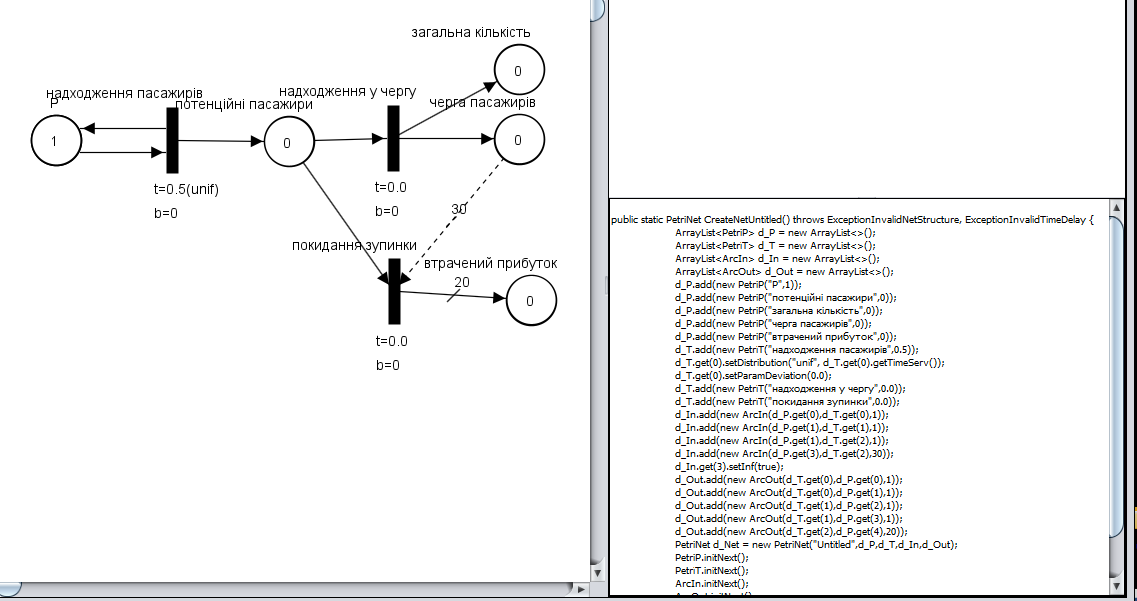 загальна кількість
0
надходження пасажирів
P
потенційні пасажири
надходження у чергу
черга пасажирів
1
0
0
t=0.5(unif)
b=0
t=0.0
b=0
30
покидання зупинки
втрачений прибуток
20
0
t=0.0
b=0
public static PetriNet CreateNetUntitled() throws ExceptionInvalidNetStructure, ExceptionInvalidTimeDelay {
ArrayList<PetriP> d_P = new ArrayList<>();
ArrayList<PetriT> d_T = new ArrayList<>();
ArrayList<ArcIn> d_In = new ArrayList<>();
ArrayList<ArcOut> d_Out = new ArrayList<>();
d_P.add(new PetriP("P",1));
d_P.add(new PetriP("потенційні пасажири",0));
d_P.add(new PetriP("загальна кількість",0));
d_P.add(new PetriP("черга пасажирів",0));
d_P.add(new PetriP("втрачений прибуток",0));
d_T.add(new PetriT("надходження пасажирів",0.5));
d_T.get(0).setDistribution("unif", d_T.get(0).getTimeServ());
d_T.get(0).setParamDeviation(0.0);
d_T.add(new PetriT("надходження у чергу",0.0));
d_T.add(new PetriT("покидання зупинки",0.0));
d_In.add(new ArcIn(d_P.get(0),d_T.get(0),1));
d_In.add(new ArcIn(d_P.get(1),d_T.get(1),1));
d_In.add(new ArcIn(d_P.get(1),d_T.get(2),1));
d_In.add(new ArcIn(d_P.get(3),d_T.get(2),30));
d_In.get(3).setInf(true);
d_Out.add(new ArcOut(d_T.get(0),d_P.get(0),1));
d_Out.add(new ArcOut(d_T.get(0),d_P.get(1),1));
d_Out.add(new ArcOut(d_T.get(1),d_P.get(2),1));
d_Out.add(new ArcOut(d_T.get(1),d_P.get(3),1));
d_Out.add(new ArcOut(d_T.get(2),d_P.get(4),20));
PetriNet d_Net = new PetriNet("Untitled",d_P,d_T,d_In,d_Out);
PetriP.initNext();
PetriT.initNext();
ArcIn.initNext();